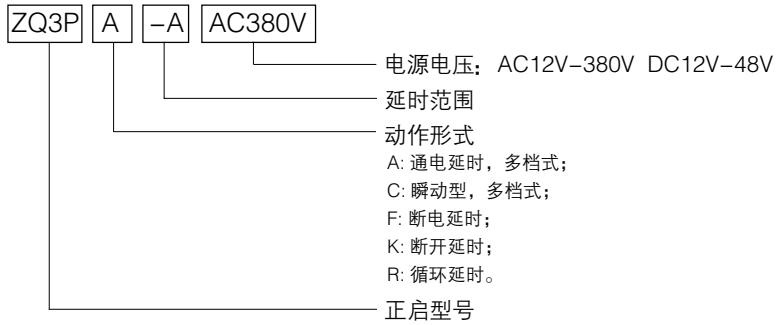 ZQ3P A -A AC380V
电源电压：AC12V-380V DC12V-48V
延时范围
动作形式
A: 通电延时，多档式；
C: 瞬动型，多档式；
F: 断电延时；
K: 断开延时；
R: 循环延时。
正启型号